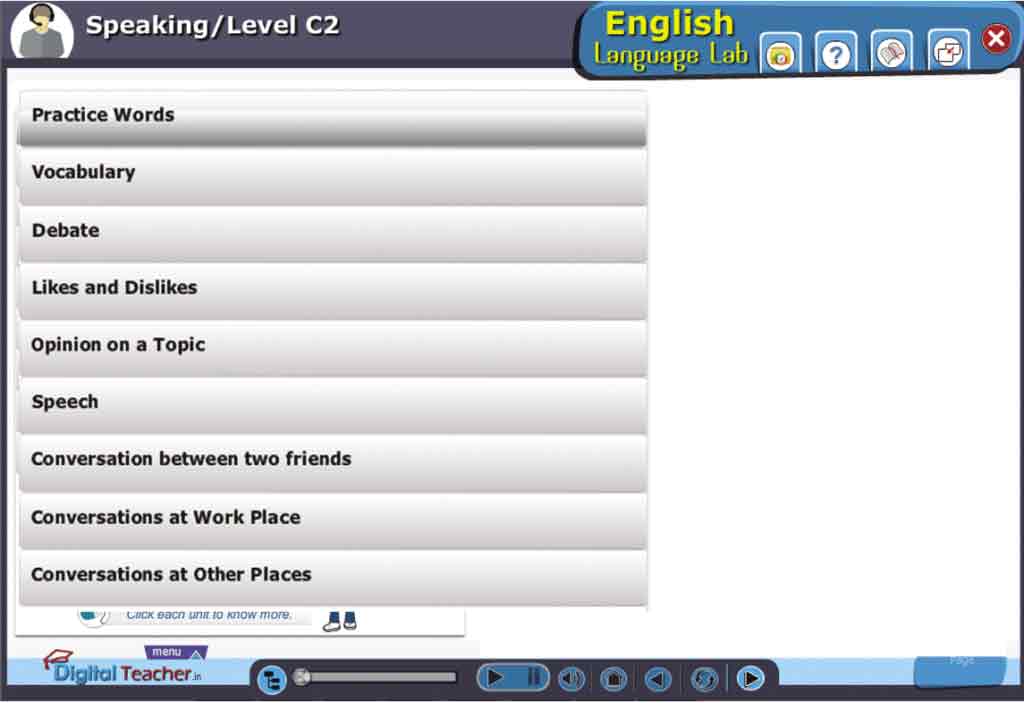 Speaking/Level C2
English
Language Lab
Practice Words
Vocabulary
Debate
Likes and Dislikes
Opinion on a Topic
Speech
Conversation between two friends
Conversations at Work Place
Conversations at Other Places
Click each unit to know more.
menu
Digital Teacher.in
Page